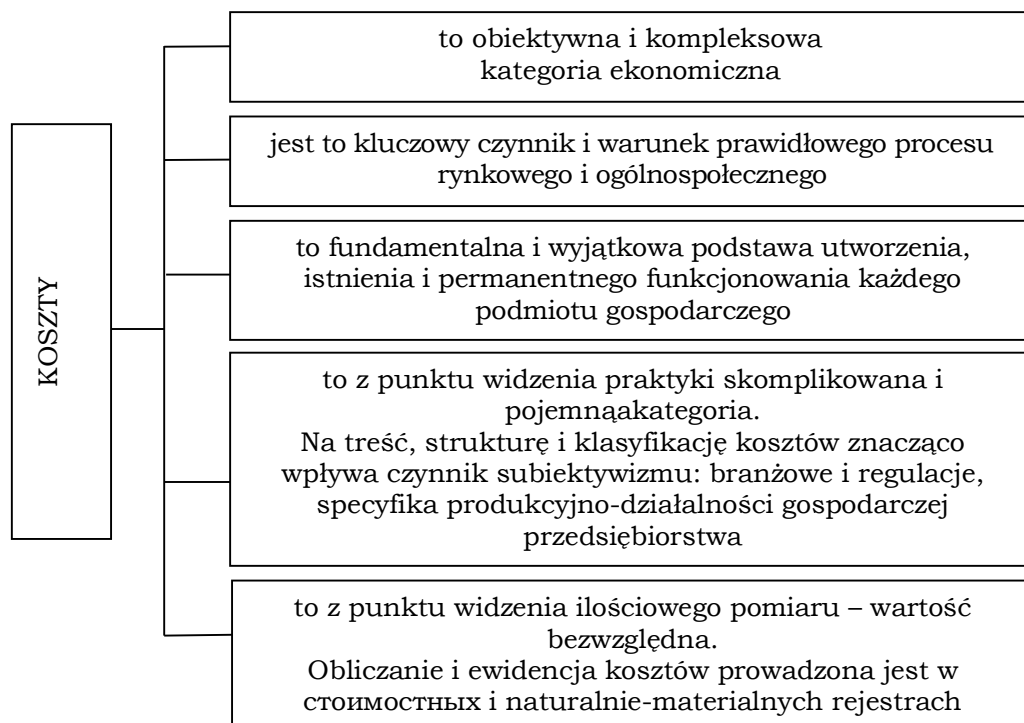 to obiektywna i kompleksowa
kategoria ekonomiczna
jest to kluczowy czynnik i warunek prawidłowego procesu
rynkowego i ogólnospołecznego
to fundamentalna i wyjątkowa podstawa utworzenia,
istnienia i permanentnego funkcjonowania każdego
podmiotu gospodarczego
KOSZTY
to z punktu widzenia praktyki skomplikowana i
pojemnąakategoria.
Na treść, strukturę i klasyfikację kosztów znacząco
wpływa czynnik subiektywizmu: branżowe i regulacje,
specyfika produkcyjno-działalności gospodarczej
przedsiębiorstwa
to z punktu widzenia ilościowego pomiaru – wartość
bezwzględna.
Obliczanie i ewidencja kosztów prowadzona jest w
стоимостных i naturalnie-materialnych rejestrach